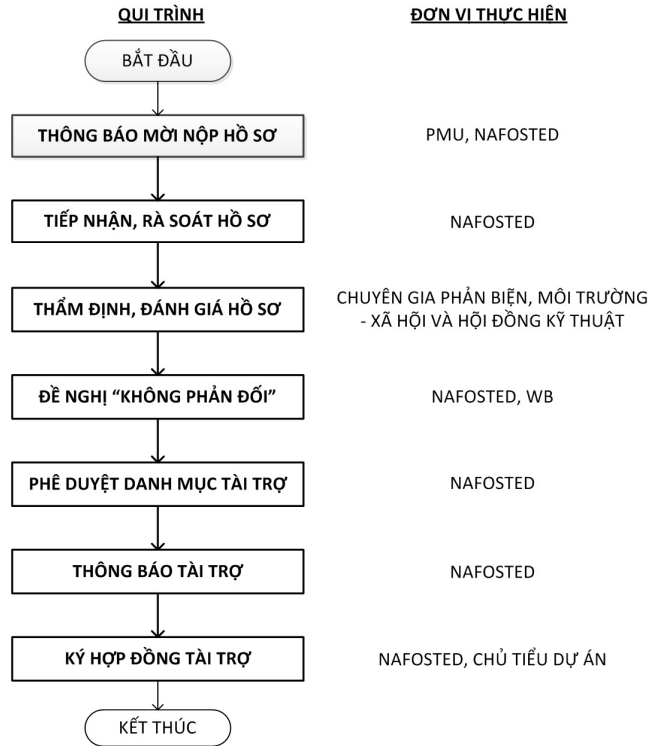 QUI TRÌNH
ĐƠN VỊ THỰC HIỆN
BẮT ĐẦU
THÔNG BÁO MỜI NỘP HỒ SƠ
PMU, NAFOSTED
TIẾP NHẬN, RÀ SOÁT HỒ SƠ
NAFOSTED
THẨM ĐỊNH, ĐÁNH GIÁ HỒ SƠ
CHUYÊN GIA PHẢN BIỆN, MÔI TRƯỜNG
- XÃ HỘI VÀ HỘI ĐỒNG KỸ THUẬT
ĐỀ NGHỊ “KHÔNG PHẢN ĐỐI”
NAFOSTED, WB
PHÊ DUYỆT DANH MỤC TÀI TRỢ
NAFOSTED
THÔNG BÁO TÀI TRỢ
NAFOSTED
KÝ HỢP ĐỒNG TÀI TRỢ
NAFOSTED, CHỦ TIỂU DỰ ÁN
KẾT THÚC